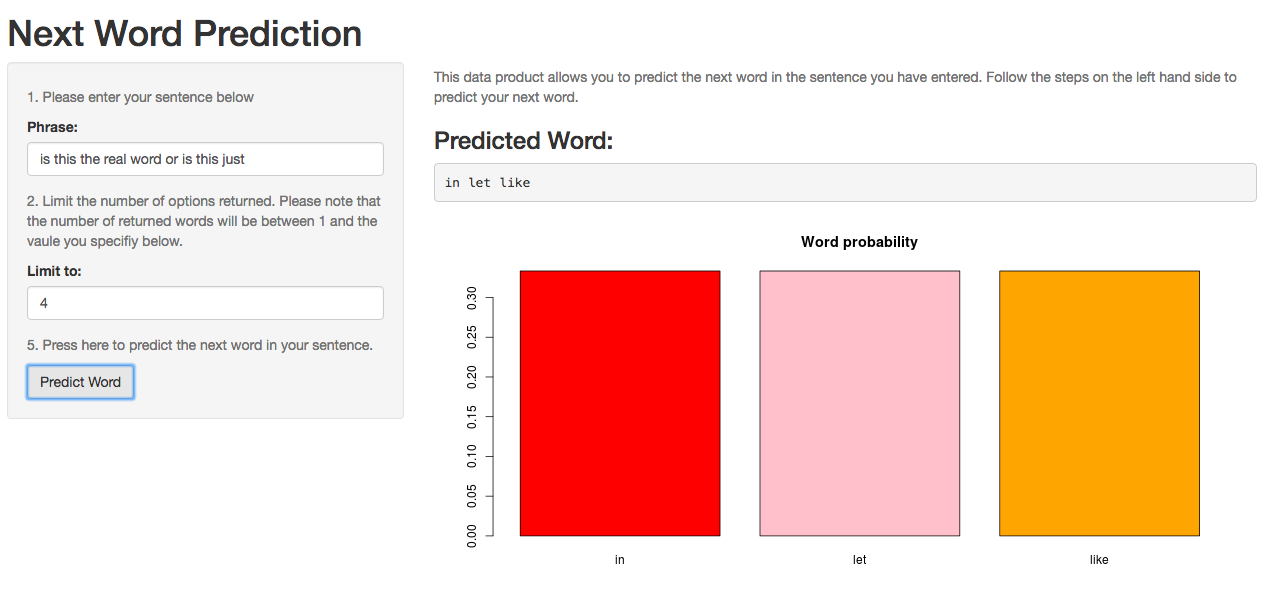 Next Word Prediction
1. Please enter your sentence below
Phrase:
is this the real word or is this just
2. Limit the number of options returned. Please note that
the number of returned words will be between 1 and the
vaule you specifiy below.
Limit to:
4
5. Press here to predict the next word in your sentence.
Predict Word
This data product allows you to predict the next word in the sentence you have entered. Follow the steps on the left hand side to
predict your next word.
Predicted Word:
in let like
Word probability
0.30
0.25
0.20
0.15
0.10
0.05
0.00
in let like